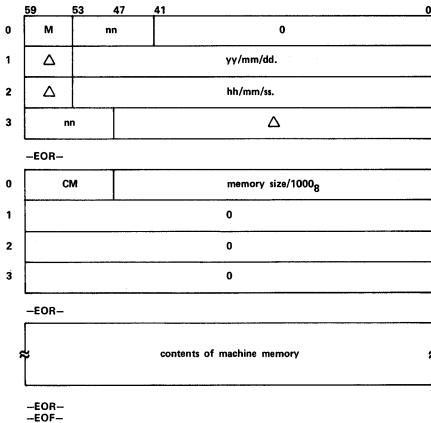 59 53 47 41 0
0 M nn 0
1 △ yy/mm/dd.
2 △ hh/mm/ss.
3 nn △
—EOR—
0 CM memory size/1000₈
1 0
2 0
3 0
—EOR—
contents of machine memory
—EOR—
—EOF—